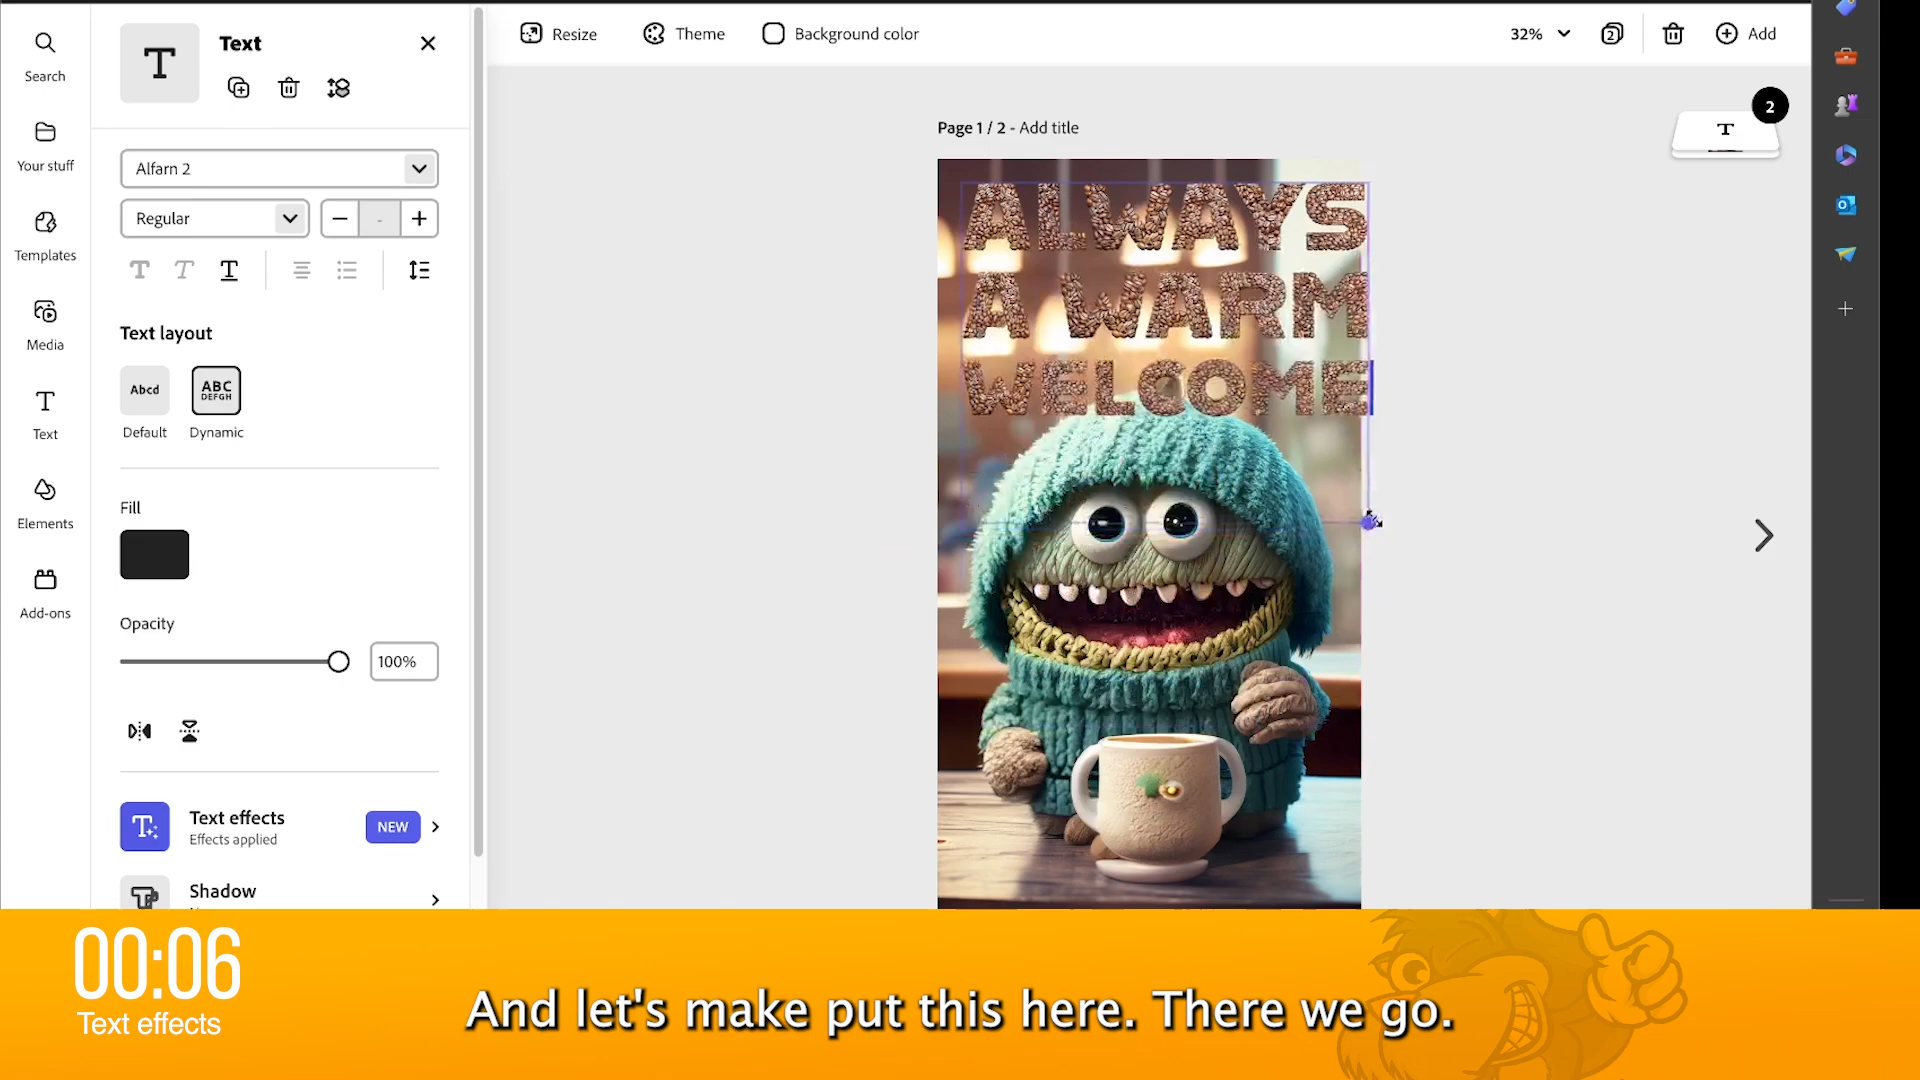 Search
Your stuff
Templates
Media
Text
Elements
Add-ons
T
Text
Alfarn 2
Regular
-
Text layout
Abcd
Default
ABC
DEFGH
Dynamic
Fill
Opacity
100%
Text effects
Effects applied
NEW
Shadow
Resize
Theme
Background color
32%
2
Add
Page 1 / 2 - Add title
2
T
ALWAYS
A WARM
WELCOME
00:06
Text effects
And let's make put this here. There we go.